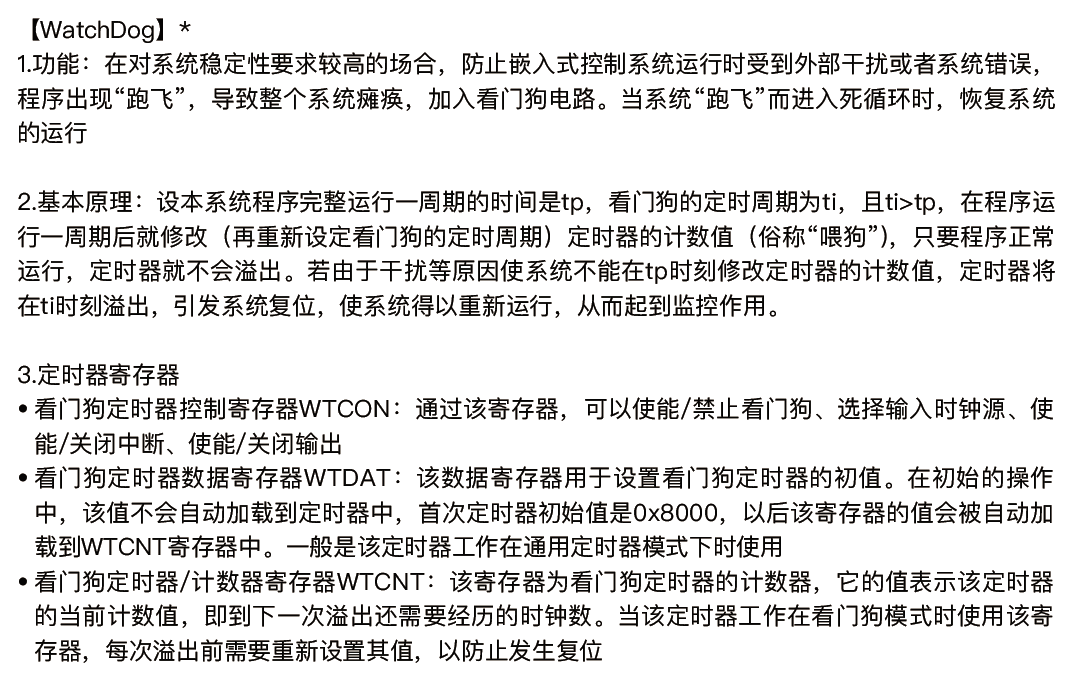 【WatchDog】*
1.功能：在对系统稳定性要求较高的场合，防止嵌入式控制系统运行时受到外部干扰或者系统错误，
程序出现“跑飞”，导致整个系统瘫痪，加入看门狗电路。当系统“跑飞”而进入死循环时，恢复系统
的运行
2.基本原理：设本系统程序完整运行一周期的时间是tp，看门狗的定时周期为ti，且ti>tp，在程序运
行一周期后就修改（再重新设定看门狗的定时周期）定时器的计数值（俗称“喂狗”），只要程序正常
运行，定时器就不会溢出。若由于干扰等原因使系统不能在tp时刻修改定时器的计数值，定时器将
在ti时刻溢出，引发系统复位，使系统得以重新运行，从而起到监控作用。
3.定时器寄存器
• 看门狗定时器控制寄存器WTCON：通过该寄存器，可以使能/禁止看门狗、选择输入时钟源、使
能/关闭中断、使能/关闭输出
• 看门狗定时器数据寄存器WTDAT：该数据寄存器用于设置看门狗定时器的初值。在初始的操作
中，该值不会自动加载到定时器中，首次定时器初始值是0x8000，以后该寄存器的值会被自动加
载到WTCNT寄存器中。一般是该定时器工作在通用定时器模式下时使用
• 看门狗定时器/计数器寄存器WTCNT：该寄存器为看门狗定时器的计数器，它的值表示该定时器
的当前计数值，即到下一次溢出还需要经历的时钟数。当该定时器工作在看门狗模式时使用该寄
存器，每次溢出前需要重新设置其值，以防止发生复位